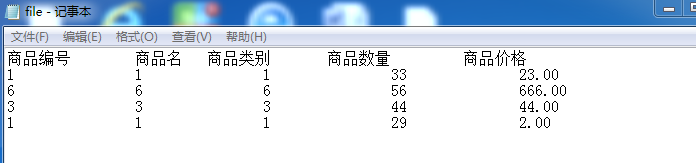 file - 记事本
文件(F) 编辑(E) 格式(O) 查看(V) 帮助(H)
商品编号 商品名 商品类别 商品数量 商品价格
1 1 1 33 23.00
6 6 6 56 666.00
3 3 3 44 44.00
1 1 1 29 2.00